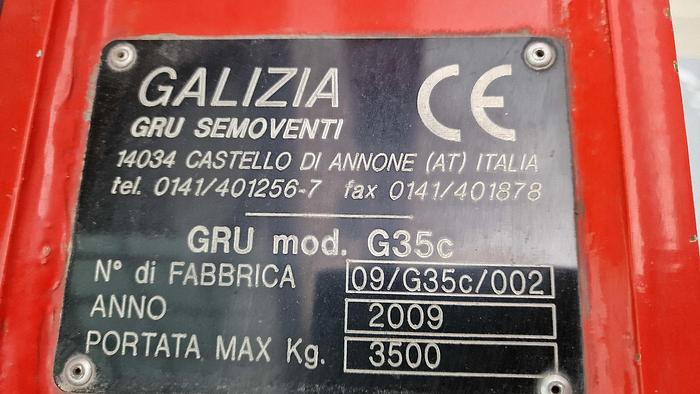 GALIZIA CE
GRU SEMOVENTI
14034 CASTELLO DI ANNONE (AT) ITALIA
tel. 0141/401256-7 fax 0141/401878
GRU mod. G35c
N° di FABBRICA 09/G35c/002
ANNO 2009
PORTATA MAX Kg. 3500